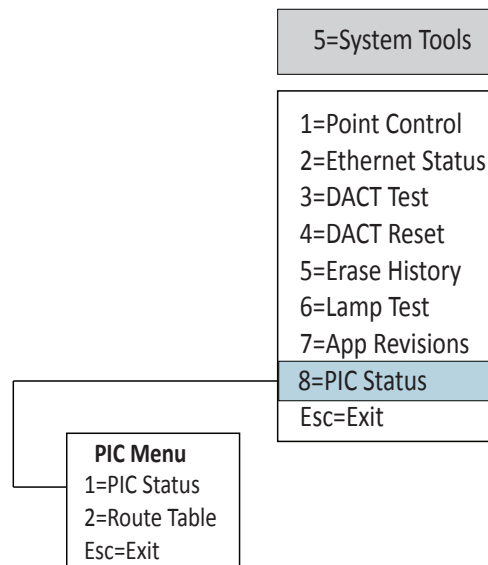 5=System Tools
1=Point Control
2=Ethernet Status
3=DACT Test
4=DACT Reset
5=Erase History
6=Lamp Test
7=App Revisions
8=PIC Status
Esc=Exit
PIC Menu
1=PIC Status
2=Route Table
Esc=Exit